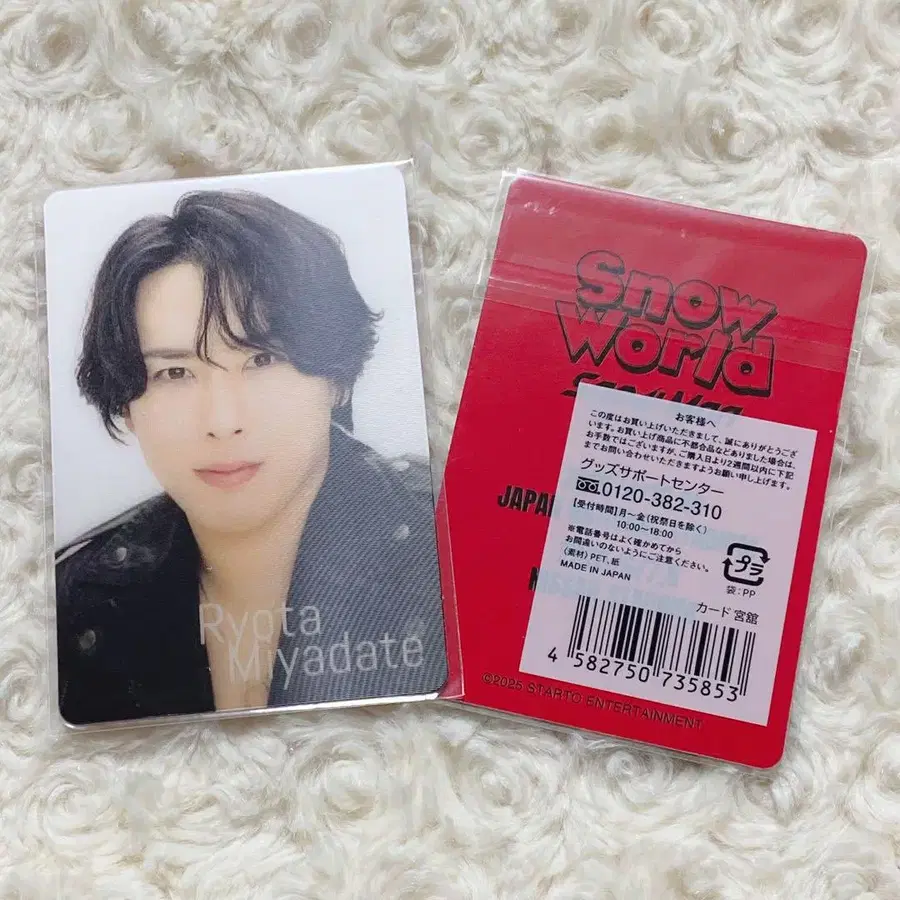 Ryota
Miyadate
Snow
World
JAPAN
お客様へ
この度はお買い上げいただきまして、誠にありがとうござ
います。お買い上げ商品に不都合品などありました場合は、
お手数ではございますが、ご購入日より2週間以内に下記
までお問い合わせいただきますようお願い申し上げます。
グッズサポートセンター
0120-382-310
【受付時間】月〜金(祝祭日を除く)
10:00〜18:00
※電話番号はよく確かめてから
お間違いのないようにご注意ください。
(素材) PET、紙
MADE IN JAPAN
プラ
袋:PP
カード 宮舘
4 582750 735853
©2025 STARTO ENTERTAINMENT